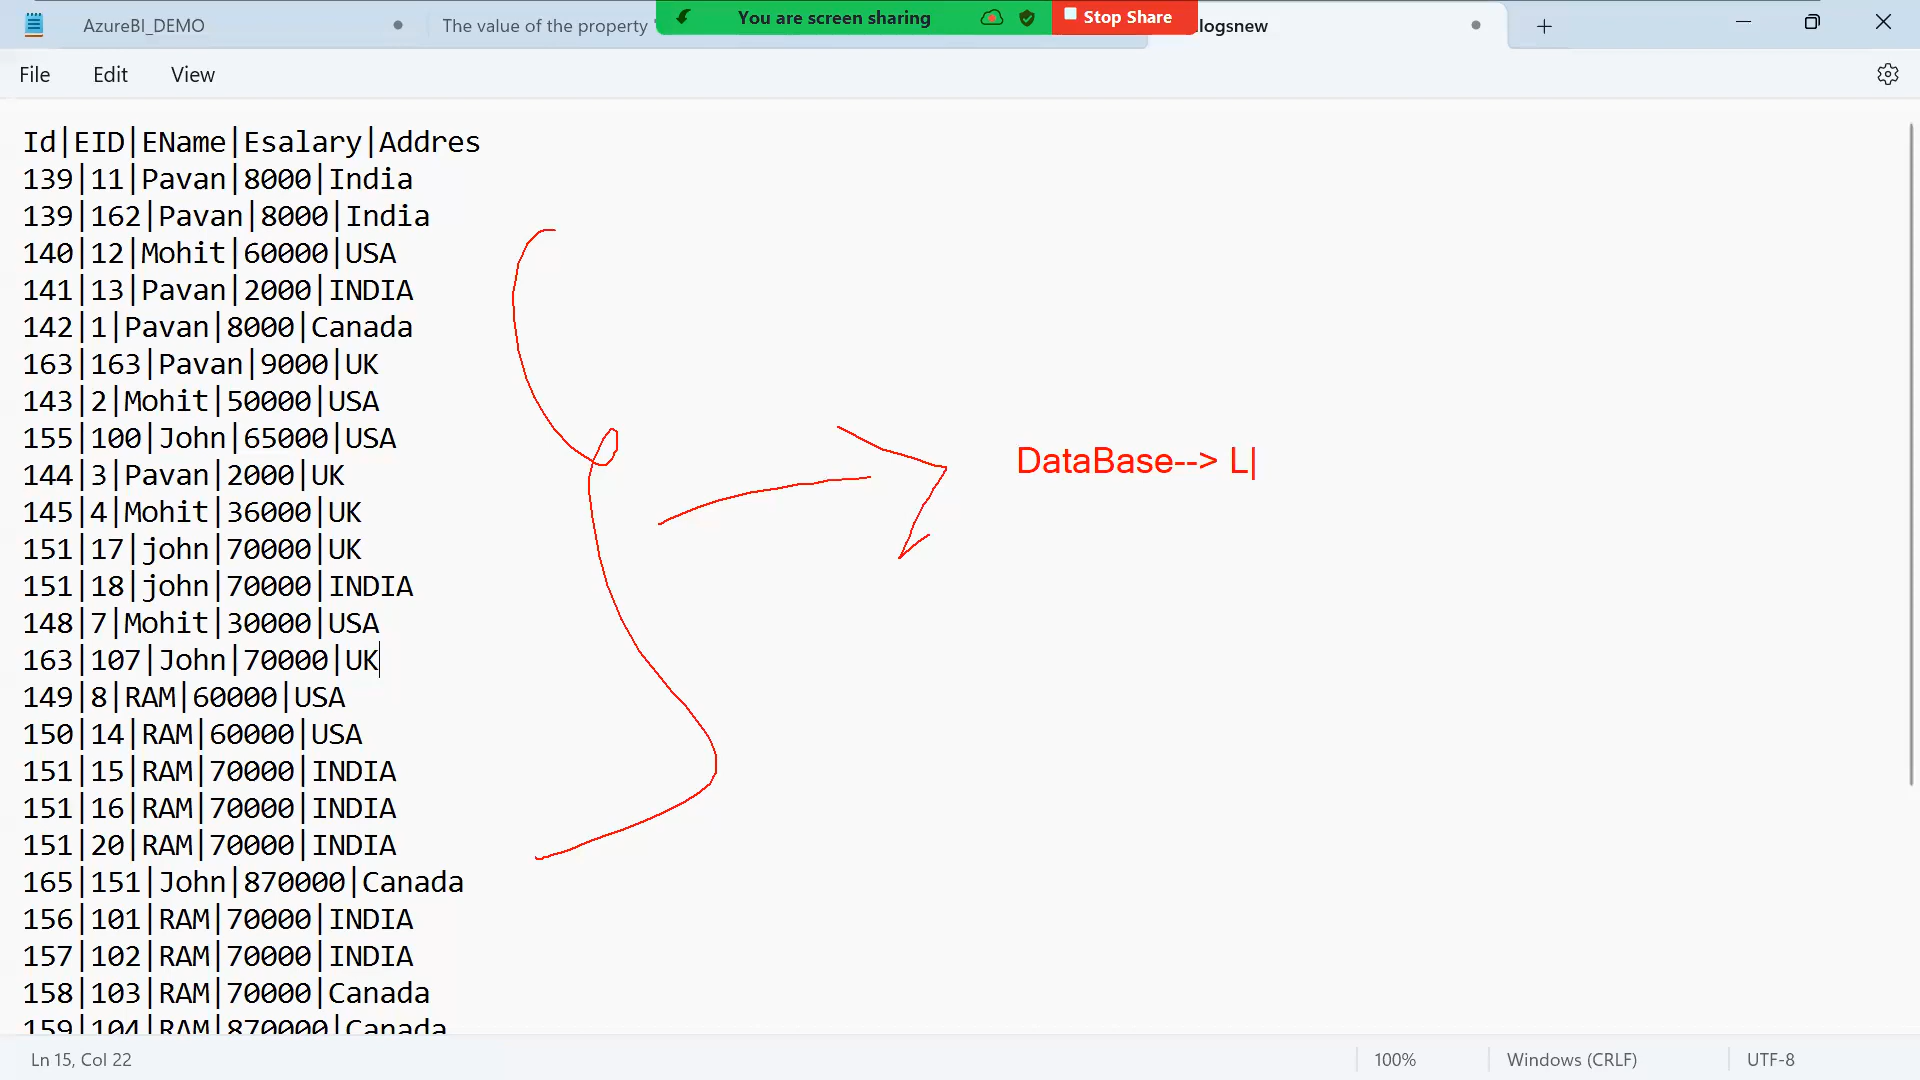 AzureBI_DEMO
The value of the property '
You are screen sharing
Stop Share
logsnew
File Edit View
Id|EID|EName|Esalary|Addres
139|11|Pavan|8000|India
139|162|Pavan|8000|India
140|12|Mohit|60000|USA
141|13|Pavan|2000|INDIA
142|1|Pavan|8000|Canada
163|163|Pavan|9000|UK
143|2|Mohit|50000|USA
155|100|John|65000|USA
144|3|Pavan|2000|UK
145|4|Mohit|36000|UK
151|17|john|70000|UK
151|18|john|70000|INDIA
148|7|Mohit|30000|USA
163|107|John|70000|UK
149|8|RAM|60000|USA
150|14|RAM|60000|USA
151|15|RAM|70000|INDIA
151|16|RAM|70000|INDIA
151|20|RAM|70000|INDIA
165|151|John|870000|Canada
156|101|RAM|70000|INDIA
157|102|RAM|70000|INDIA
158|103|RAM|70000|Canada
159|104|RAM|870000|Canada
DataBase--> L
Ln 15, Col 22
100%
Windows (CRLF)
UTF-8